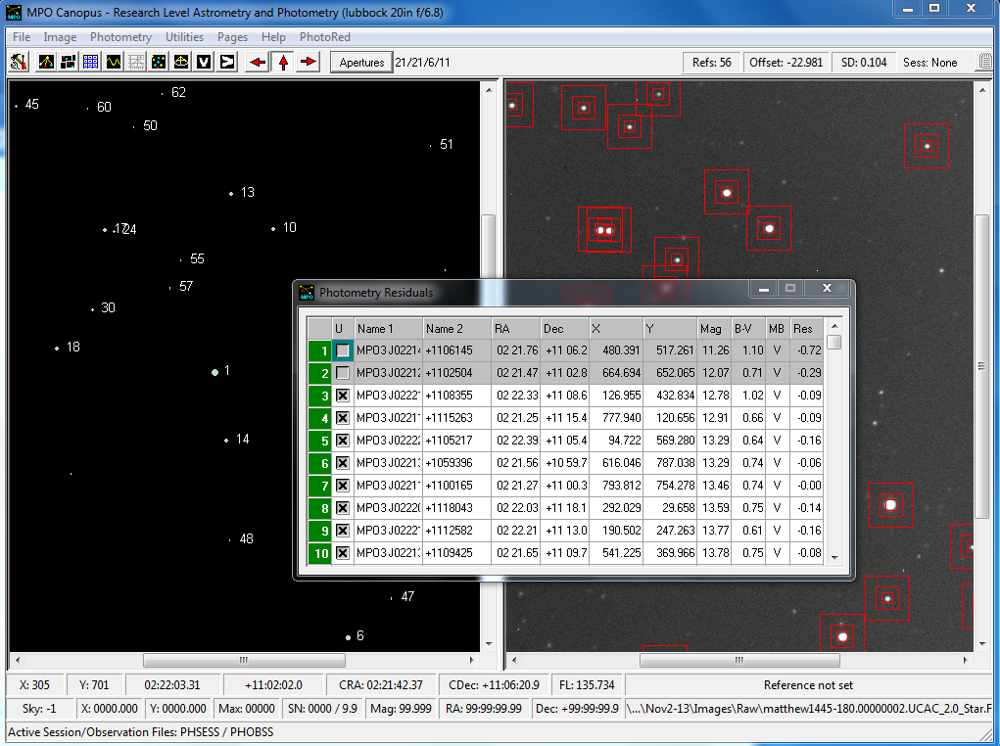 MPO Canopus - Research Level Astrometry and Photometry (lubbock 20in f/6.8)
File Image Photometry Utilities Pages Help PhotoRed
Apertures 21/21/6/11 Refs: 56 Offset: -22.981 SD: 0.104 Sess: None
62
45
60
50
51
13
17 24
10
55
57
30
18
1
14
48
47
6
MPO Photometry Residuals
U Name 1 Name 2 RA Dec X Y Mag B-V MB Res
1 MPO3 J02214 +1106145 02 21.76 +11 06.2 480.391 517.261 11.26 1.10 V -0.72
2 MPO3 J02212 +1102504 02 21.47 +11 02.8 664.694 652.065 12.07 0.71 V -0.29
3 MPO3 J0222 +1108355 02 22.33 +11 08.6 126.955 432.834 12.78 1.02 V -0.09
4 MPO3 J0221 +1115263 02 21.25 +11 15.4 777.940 120.656 12.91 0.66 V -0.09
5 MPO3 J0222 +1105217 02 22.39 +11 05.4 94.722 569.280 13.29 0.64 V -0.16
6 MPO3 J0221 +1059396 02 21.56 +10 59.7 616.046 787.038 13.29 0.74 V -0.06
7 MPO3 J0221 +1100165 02 21.27 +11 00.3 793.812 754.278 13.46 0.74 V -0.00
8 MPO3 J0220 +1118043 02 22.03 +11 18.1 292.029 29.658 13.59 0.75 V -0.14
9 MPO3 J0222 +1112582 02 22.21 +11 13.0 190.502 247.263 13.77 0.61 V -0.16
10 MPO3 J0221 +1109425 02 21.65 +11 09.7 541.225 369.966 13.78 0.75 V -0.08
X: 305 Y: 701 02:22:03.31 +11:02:02.0 CRA: 02:21:42.37 CDec: +11:06:20.9 FL: 135.734 Reference not set
Sky: -1 X: 0000.000 Y: 0000.000 Max: 00000 SN: 0000 / 9.9 Mag: 99.999 RA: 99:99:99.99 Dec: +99:99:99.9 \...\Nov2-13\Images\Raw\matthew1445-180.00000002.UCAC_2.0_Star.F
Active Session/Observation Files: PHSESS / PHOBSS